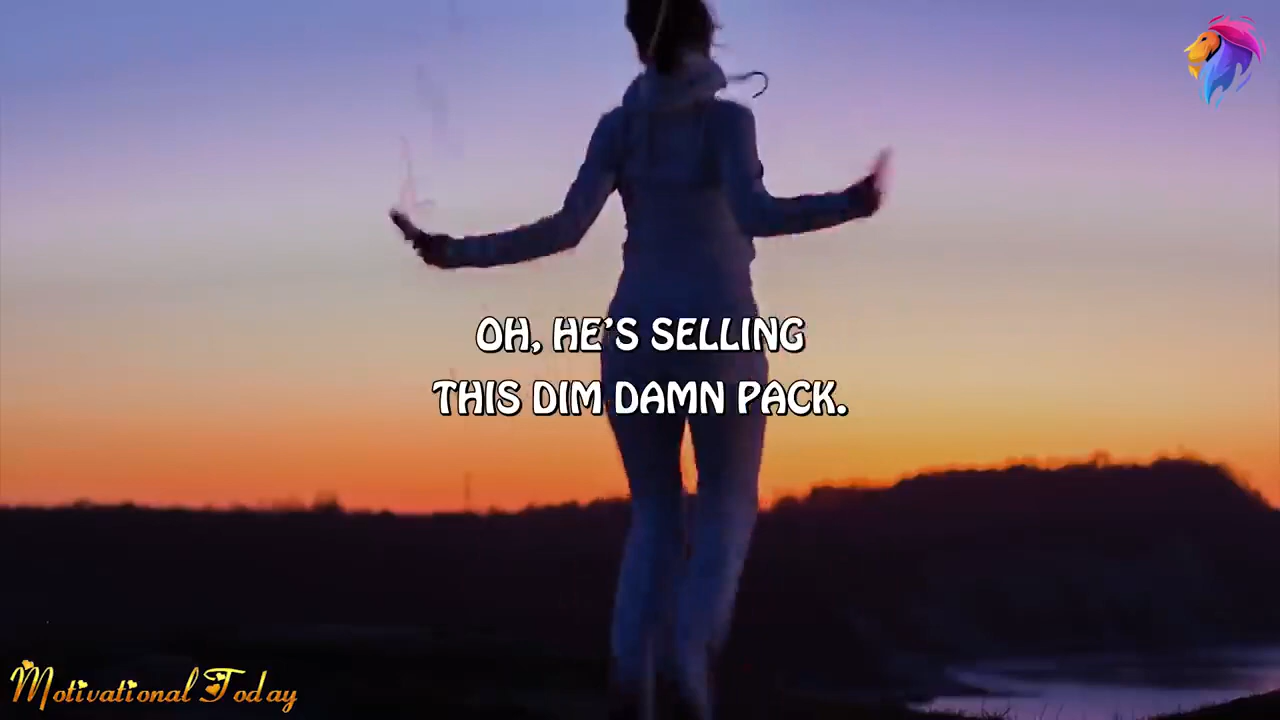 OH, HE’S SELLING
THIS DIM DAMN PACK.
Motivational Today